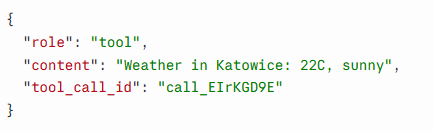 {
"role": "tool",
"content": "Weather in Katowice: 22C, sunny",
"tool_call_id": "call_EIrKGD9E"
}